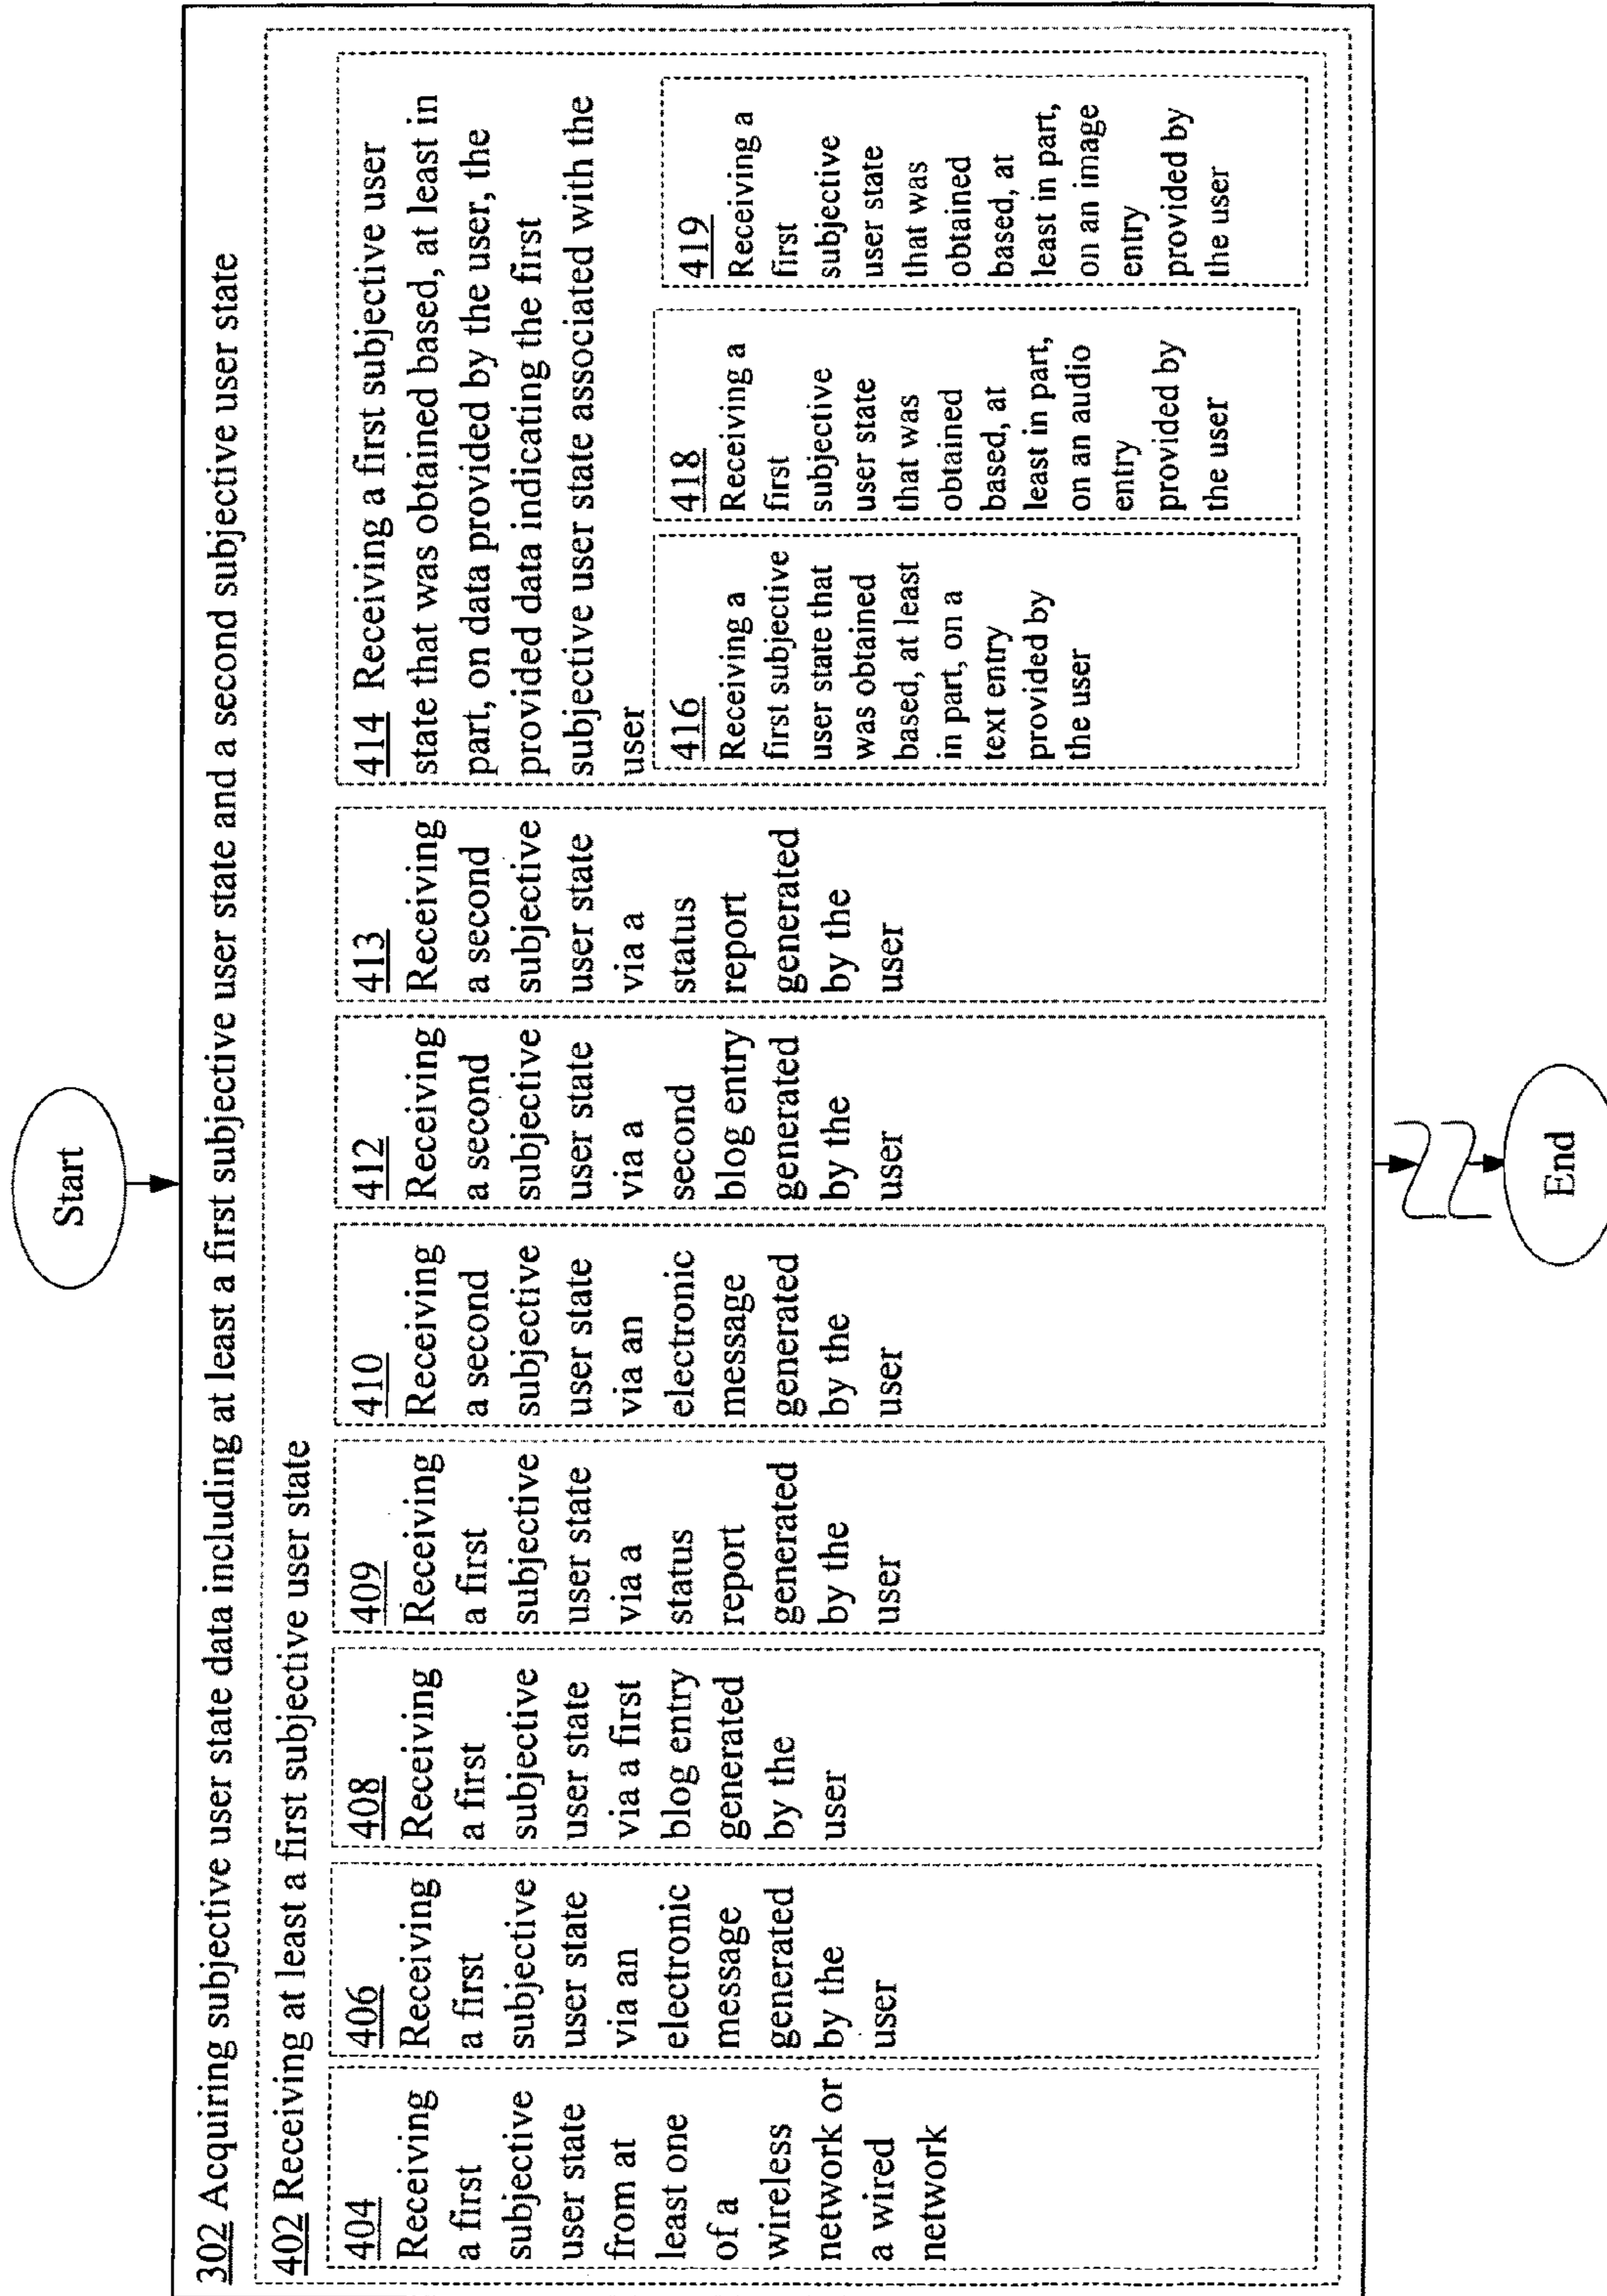 Start
302 Acquiring subjective user state data including at least a first subjective user state and a second subjective user state
402 Receiving at least a first subjective user state
404
Receiving
a first
subjective
user state
from at
least one
of a
wireless
network or
a wired
network
406
Receiving
a first
subjective
user state
via an
electronic
message
generated
by the
user
408
Receiving
a first
subjective
user state
via a first
blog entry
generated
by the
user
409
Receiving
a first
subjective
user state
via a
status
report
generated
by the
user
410
Receiving
a second
subjective
user state
via an
electronic
message
generated
by the
user
412
Receiving
a second
subjective
user state
via a
second
blog entry
generated
by the
user
413
Receiving
a second
subjective
user state
via a
status
report
generated
by the
user
414 Receiving a first subjective user
state that was obtained based, at least in
part, on data provided by the user, the
provided data indicating the first
subjective user state associated with the
user
416
Receiving a
first subjective
user state that
was obtained
based, at least
in part, on a
text entry
provided by
the user
418
Receiving a
first
subjective
user state
that was
obtained
based, at
least in part,
on an audio
entry
provided by
the user
419
Receiving a
first
subjective
user state
that was
obtained
based, at
least in part,
on an image
entry
provided by
the user
End